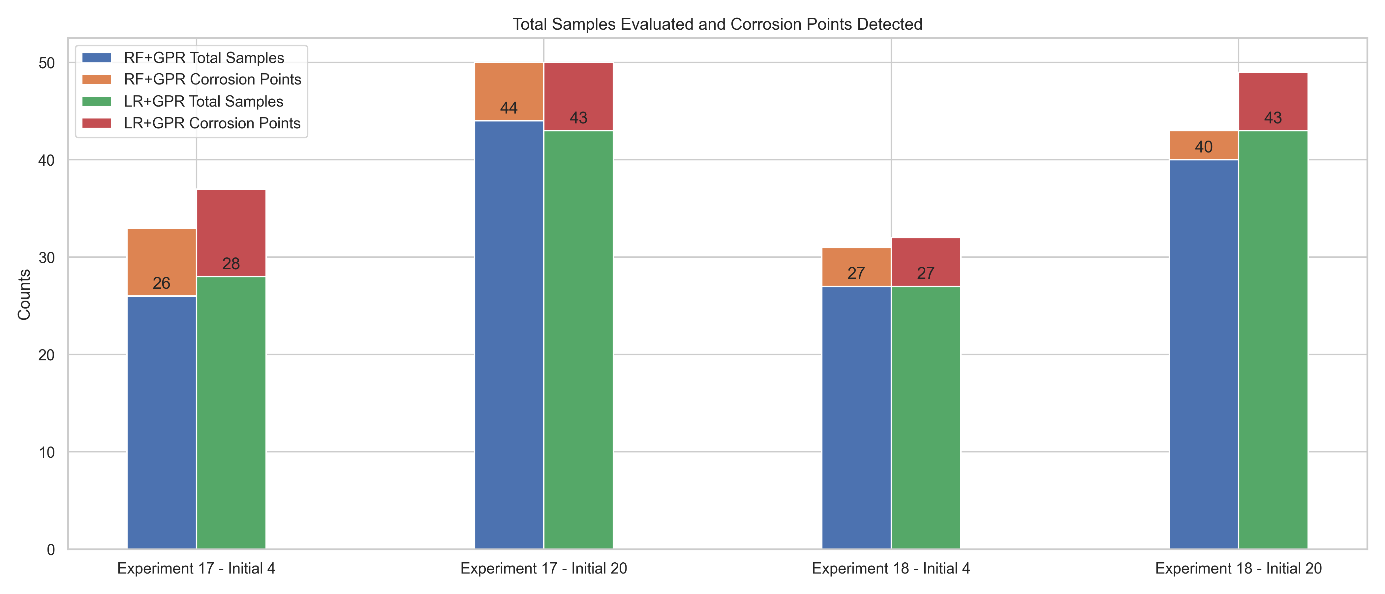 Total Samples Evaluated and Corrosion Points Detected
RF+GPR Total Samples
RF+GPR Corrosion Points
LR+GPR Total Samples
LR+GPR Corrosion Points
Counts
50
40
30
20
10
0
26
28
44
43
27
27
40
43
Experiment 17 - Initial 4
Experiment 17 - Initial 20
Experiment 18 - Initial 4
Experiment 18 - Initial 20